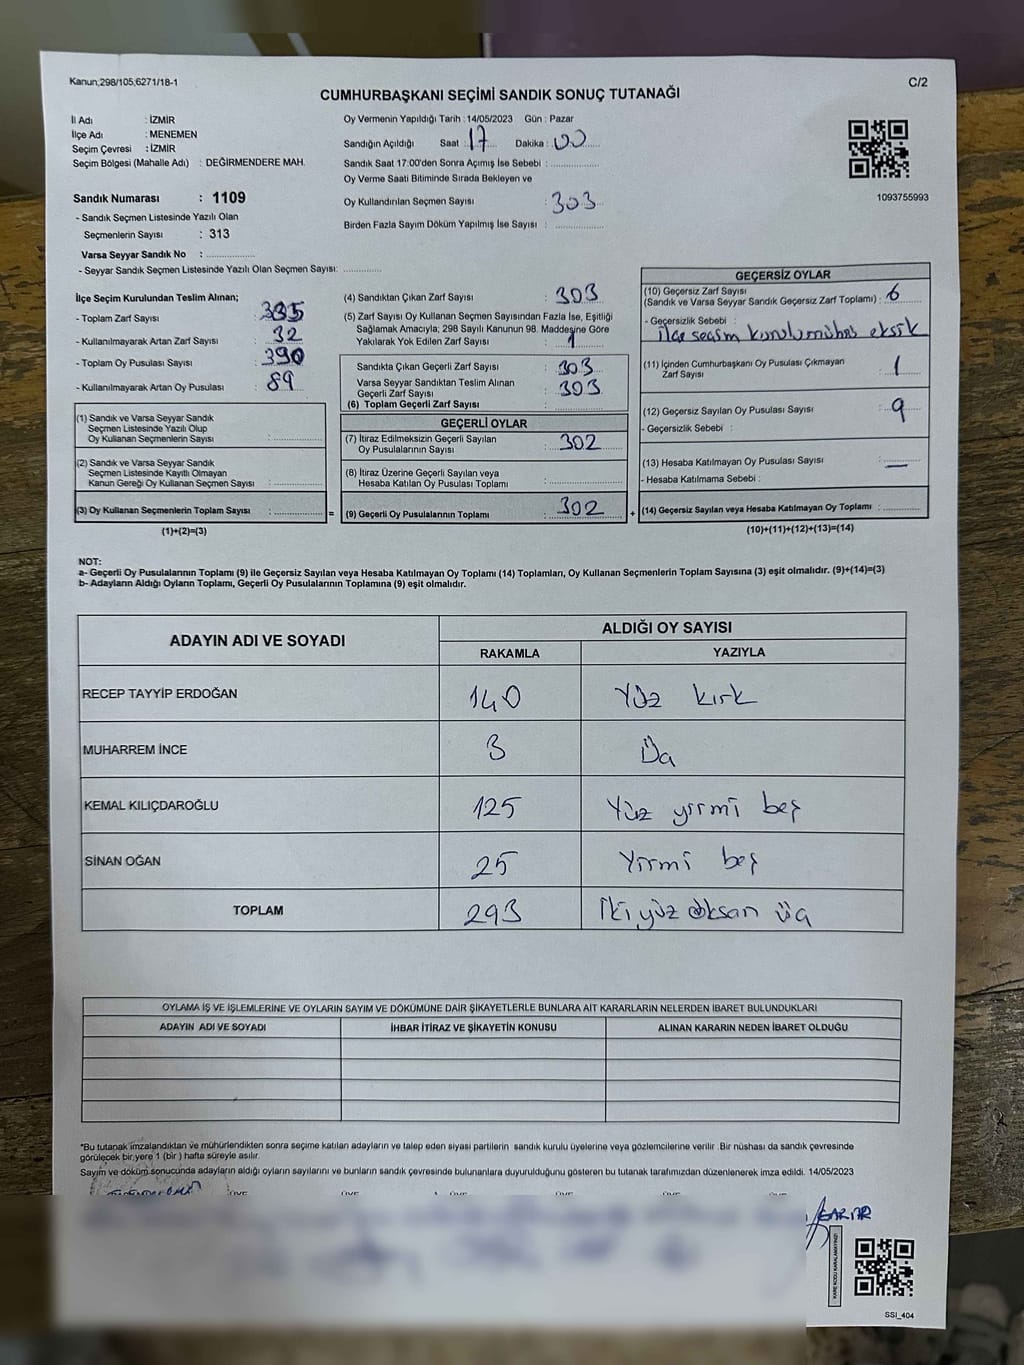 Kanun,298/105,6271/18-1
C/2
CUMHURBAŞKANI SEÇİMİ SANDIK SONUÇ TUTANAĞI
İl Adı : İZMİR
İlçe Adı : MENEMEN
Seçim Çevresi : İZMİR
Seçim Bölgesi (Mahalle Adı) : DEĞİRMENDERE MAH.
Sandık Numarası : 1109
- Sandık Seçmen Listesinde Yazılı Olan
Seçmenlerin Sayısı : 313
Varsa Seyyar Sandık No : ..............
- Seyyar Sandık Seçmen Listesinde Yazılı Olan Seçmen Sayısı: ............
Oy Vermenin Yapıldığı Tarih :14/05/2023 Gün : Pazar
Sandığın Açıldığı Saat : 17 Dakika : 00
Sandık Saat 17:00'den Sonra Açımış İse Sebebi : ..............
Oy Verme Saati Bitiminde Sırada Bekleyen ve
Oy Kullandırılan Seçmen Sayısı : 303
Birden Fazla Sayım Döküm Yapılmış İse Sayısı : ..............
1093755993
İlçe Seçim Kurulundan Teslim Alınan;
- Toplam Zarf Sayısı : 335
- Kullanılmayarak Artan Zarf Sayısı : 32
- Toplam Oy Pusulası Sayısı : 390
- Kullanılmayarak Artan Oy Pusulası : 89
(1) Sandık ve Varsa Seyyar Sandık
Seçmen Listesinde Yazılı Olup
Oy Kullanan Seçmenlerin Sayısı : ..............
(2) Sandık ve Varsa Seyyar Sandık
Seçmen Listesinde Kayıtlı Olmayan
Kanun Gereği Oy Kullanan Seçmen Sayısı : ..............
(3) Oy Kullanan Seçmenlerin Toplam Sayısı : ..............
(1)+(2)=(3)
=
(4) Sandıktan Çıkan Zarf Sayısı : 303
(5) Zarf Sayısı Oy Kullanan Seçmen Sayısından Fazla İse, Eşitliği
Sağlamak Amacıyla; 298 Sayılı Kanunun 98. Maddesine Göre
Yakılarak Yok Edilen Zarf Sayısı : 1
Sandıkta Çıkan Geçerli Zarf Sayısı : 303
Varsa Seyyar Sandıktan Teslim Alınan
Geçerli Zarf Sayısı : 303
(6) Toplam Geçerli Zarf Sayısı : ..............
GEÇERLİ OYLAR
(7) İtiraz Edilmeksizin Geçerli Sayılan
Oy Pusulalarının Sayısı : 302
(8) İtiraz Üzerine Geçerli Sayılan veya
Hesaba Katılan Oy Pusulası Toplamı : ..............
(9) Geçerli Oy Pusulalarının Toplamı : 302
+
GEÇERSİZ OYLAR
(10) Geçersiz Zarf Sayısı
(Sandık ve Varsa Seyyar Sandık Geçersiz Zarf Toplamı) : 6
- Geçersizlik Sebebi :
ilçe seçim kurulu mührü eksik
(11) İçinden Cumhurbaşkanı Oy Pusulası Çıkmayan
Zarf Sayısı : 1
(12) Geçersiz Sayılan Oy Pusulası Sayısı : 9
- Geçersizlik Sebebi :
(13) Hesaba Katılmayan Oy Pusulası Sayısı : —
- Hesaba Katılmama Sebebi :
(14) Geçersiz Sayılan veya Hesaba Katılmayan Oy Toplamı : ............
(10)+(11)+(12)+(13)=(14)
NOT:
a- Geçerli Oy Pusulalarının Toplamı (9) ile Geçersiz Sayılan veya Hesaba Katılmayan Oy Toplamı (14) Toplamları, Oy Kullanan Seçmenlerin Toplam Sayısına (3) eşit olmalıdır. (9)+(14)=(3)
b- Adayların Aldığı Oyların Toplamı, Geçerli Oy Pusulalarının Toplamına (9) eşit olmalıdır.
ADAYIN ADI VE SOYADI
ALDIĞI OY SAYISI
RAKAMLA YAZIYLA
RECEP TAYYİP ERDOĞAN 140 Yüz kırk
MUHARREM İNCE 3 Üç
KEMAL KILIÇDAROĞLU 125 Yüz yirmi beş
SİNAN OĞAN 25 Yirmi beş
TOPLAM 293 İki yüz doksan üç
OYLAMA İŞ VE İŞLEMLERİNE VE OYLARIN SAYIM VE DÖKÜMÜNE DAİR ŞİKAYETLERLE BUNLARA AİT KARARLARIN NELERDEN İBARET BULUNDUKLARI
ADAYIN ADI VE SOYADI İHBAR İTİRAZ VE ŞİKAYETİN KONUSU ALINAN KARARIN NEDEN İBARET OLDUĞU
*Bu tutanak imzalandıktan ve mühürlendikten sonra seçime katılan adayların ve talep eden siyasi partilerin sandık kurulu üyelerine veya gözlemcilerine verilir .Bir nüshası da sandık çevresinde
görülecek bir yere 1 (bir ) hafta süreyle asılır.
Sayım ve döküm sonucunda adayların aldığı oyların sayılarını ve bunların sandık çevresinde bulunanlara duyurulduğunu gösteren bu tutanak tarafımızdan düzenlenerek imza edildi. 14/05/2023
ÜYE ÜYE ÜYE ÜYE ÜYE ÜYE
KARE KODU KARALAMAYINIZ!
SSI_404